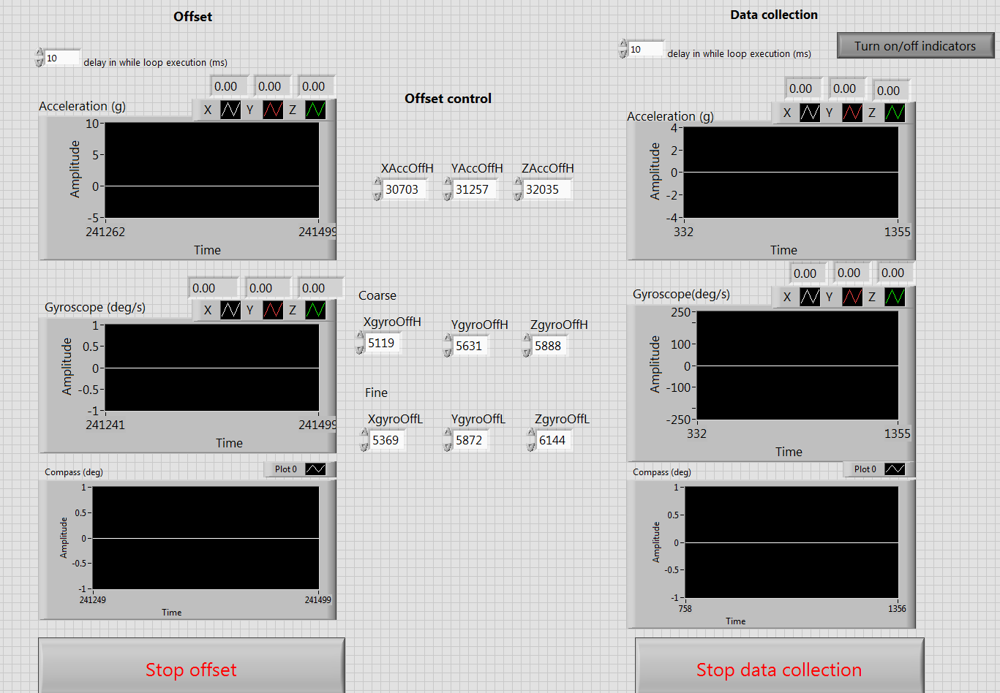 Offset
10
delay in while loop execution (ms)
0.00 0.00 0.00
Acceleration (g)
X Y Z
10
5
0
-5
Amplitude
241262 241499
Time
0.00 0.00 0.00
Gyroscope (deg/s)
X Y Z
1
0.5
0
-0.5
-1
Amplitude
241241 241499
Time
Compass (deg)
Plot 0
1
0.5
0
-0.5
-1
Amplitude
241249 241499
Time
Stop offset
Offset control
XAccOffH YAccOffH ZAccOffH
30703 31257 32035
Coarse
XgyroOffH YgyroOffH ZgyroOffH
5119 5631 5888
Fine
XgyroOffL YgyroOffL ZgyroOffL
5369 5872 6144
Data collection
10
delay in while loop execution (ms)
Turn on/off indicators
0.00 0.00 0.00
Acceleration (g)
X Y Z
4
2
0
-2
-4
Amplitude
332 1355
Time
0.00 0.00 0.00
Gyroscope(deg/s)
X Y Z
250
100
0
-100
-250
Amplitude
332 1355
Time
Compass (deg)
Plot 0
1
0.5
0
-0.5
-1
Amplitude
758 1356
Time
Stop data collection